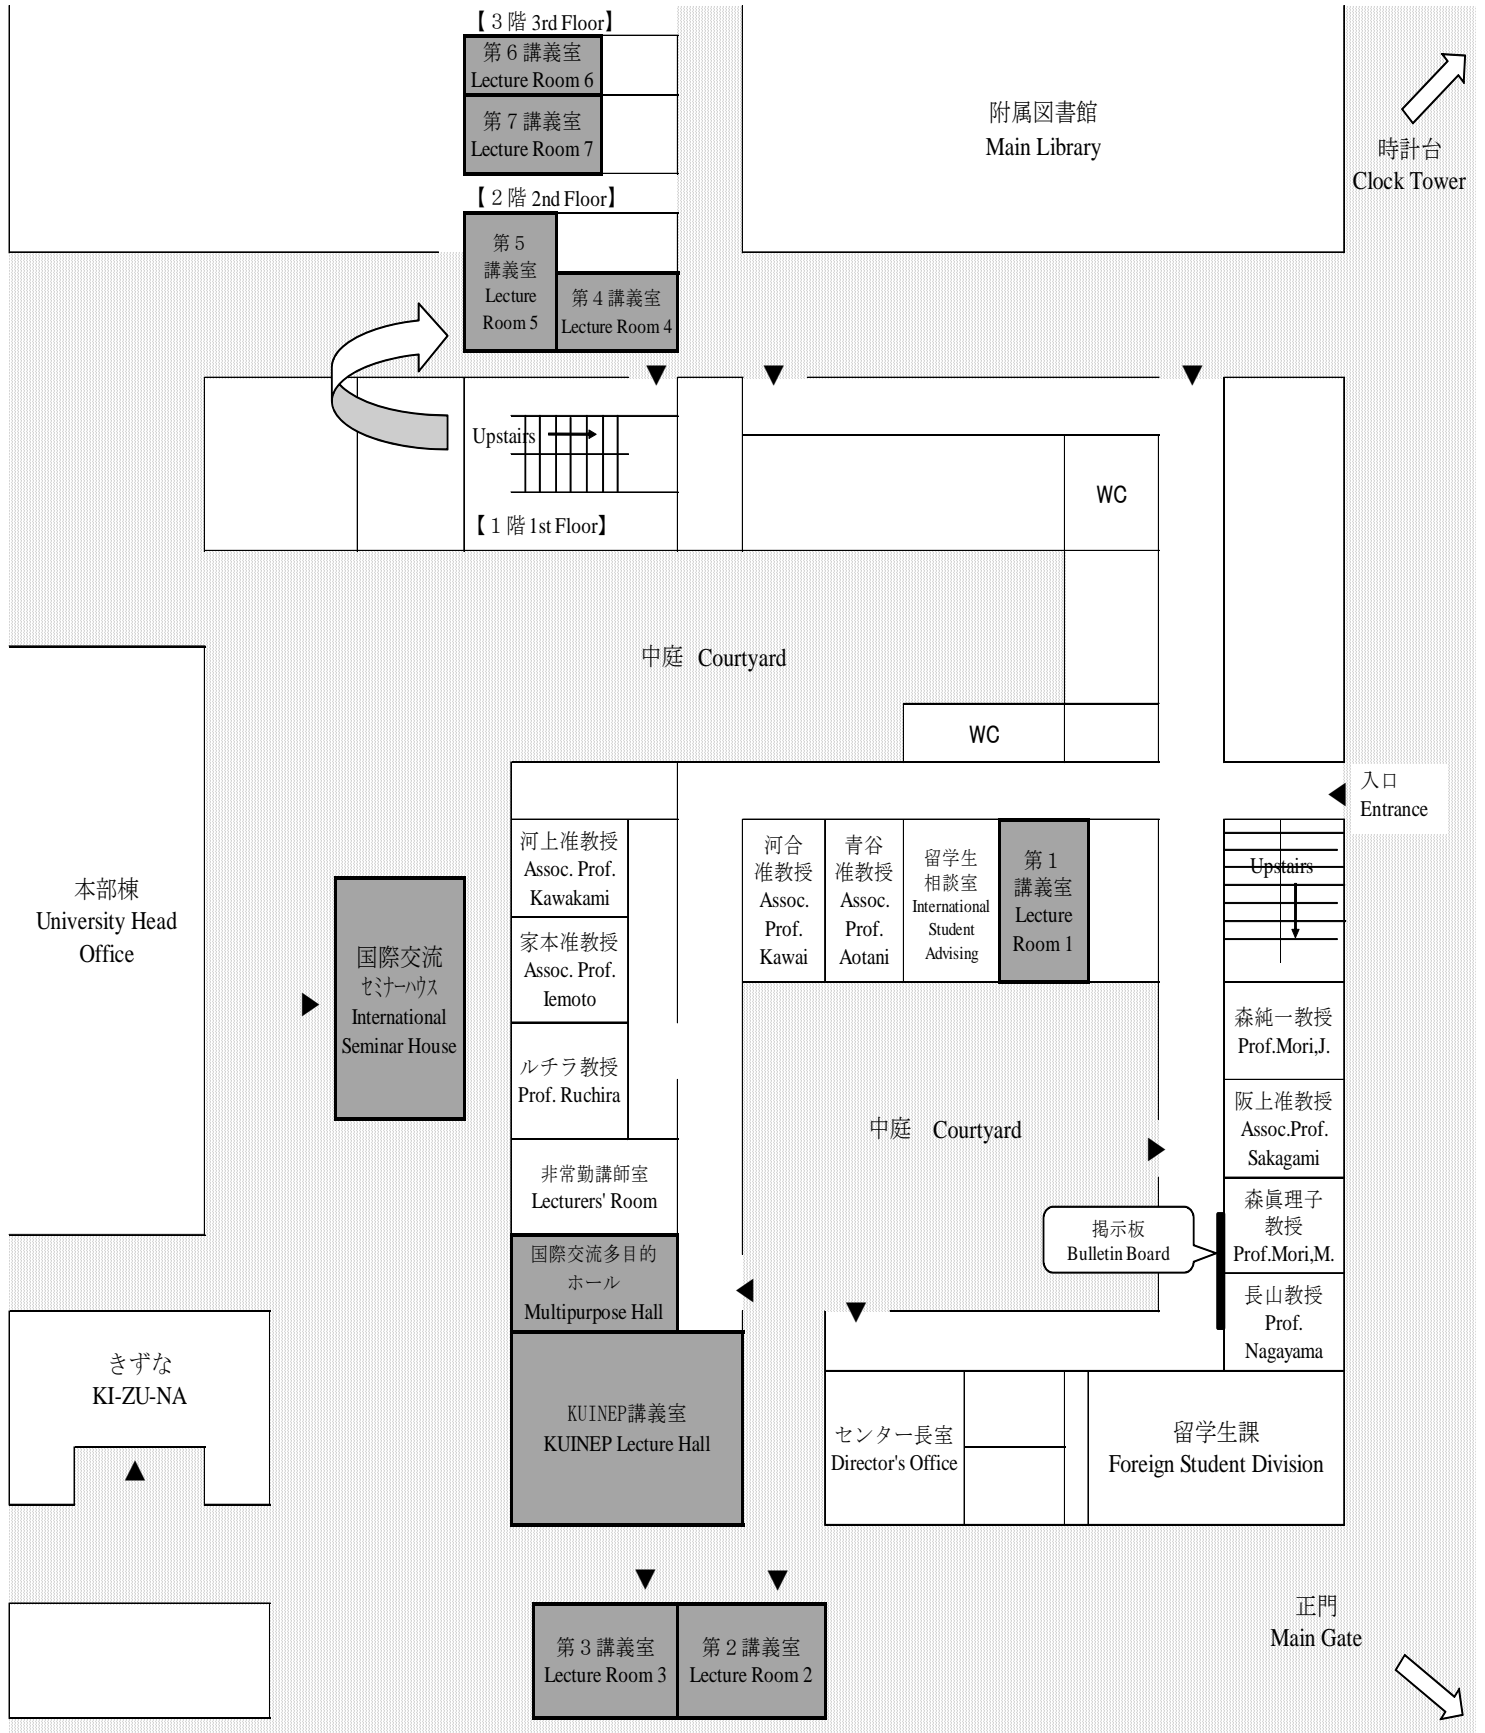 【３階 3rd Floor】
第６講義室
Lecture Room 6
第７講義室
Lecture Room 7
【２階 2nd Floor】
第５
講義室
Lecture
Room 5
第４講義室
Lecture Room 4
附属図書館
Main Library
時計台
Clock Tower
Upstairs
【１階 1st Floor】
WC
中庭 Courtyard
WC
入口
Entrance
本部棟
University Head
Office
国際交流
ｾﾐﾅｰﾊｳｽ
International
Seminar House
河上准教授
Assoc. Prof.
Kawakami
家本准教授
Assoc. Prof.
Iemoto
ルチラ教授
Prof. Ruchira
非常勤講師室
Lecturers' Room
国際交流多目的
ホール
Multipurpose Hall
KUINEP講義室
KUINEP Lecture Hall
河合
准教授
Assoc.
Prof.
Kawai
青谷
准教授
Assoc.
Prof.
Aotani
留学生
相談室
International
Student
Advising
第１
講義室
Lecture
Room 1
Upstairs
森純一教授
Prof.Mori,J.
阪上准教授
Assoc.Prof.
Sakagami
森眞理子
教授
Prof.Mori,M.
長山教授
Prof.
Nagayama
中庭 Courtyard
掲示板
Bulletin Board
きずな
KI-ZU-NA
センター長室
Director's Office
留学生課
Foreign Student Division
第３講義室
Lecture Room 3
第２講義室
Lecture Room 2
正門
Main Gate